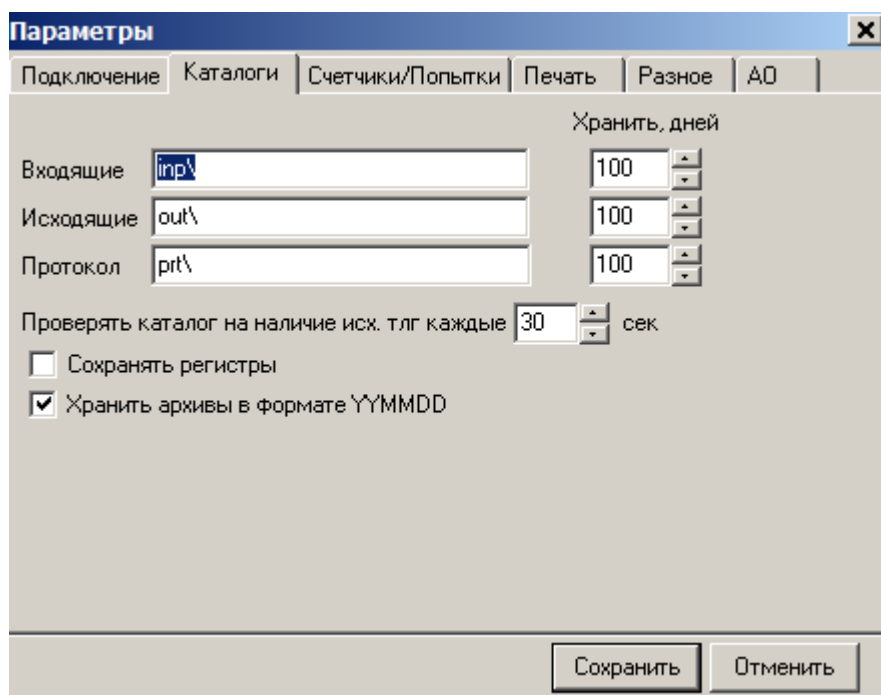 Параметры
Подключение Каталоги Счетчики/Попытки Печать Разное АО
Хранить, дней
Входящие inp\ 100
Исходящие out\ 100
Протокол prt\ 100
Проверять каталог на наличие исх. тлг каждые 30 сек
Сохранять регистры
Хранить архивы в формате YYMMDD
Сохранить Отменить